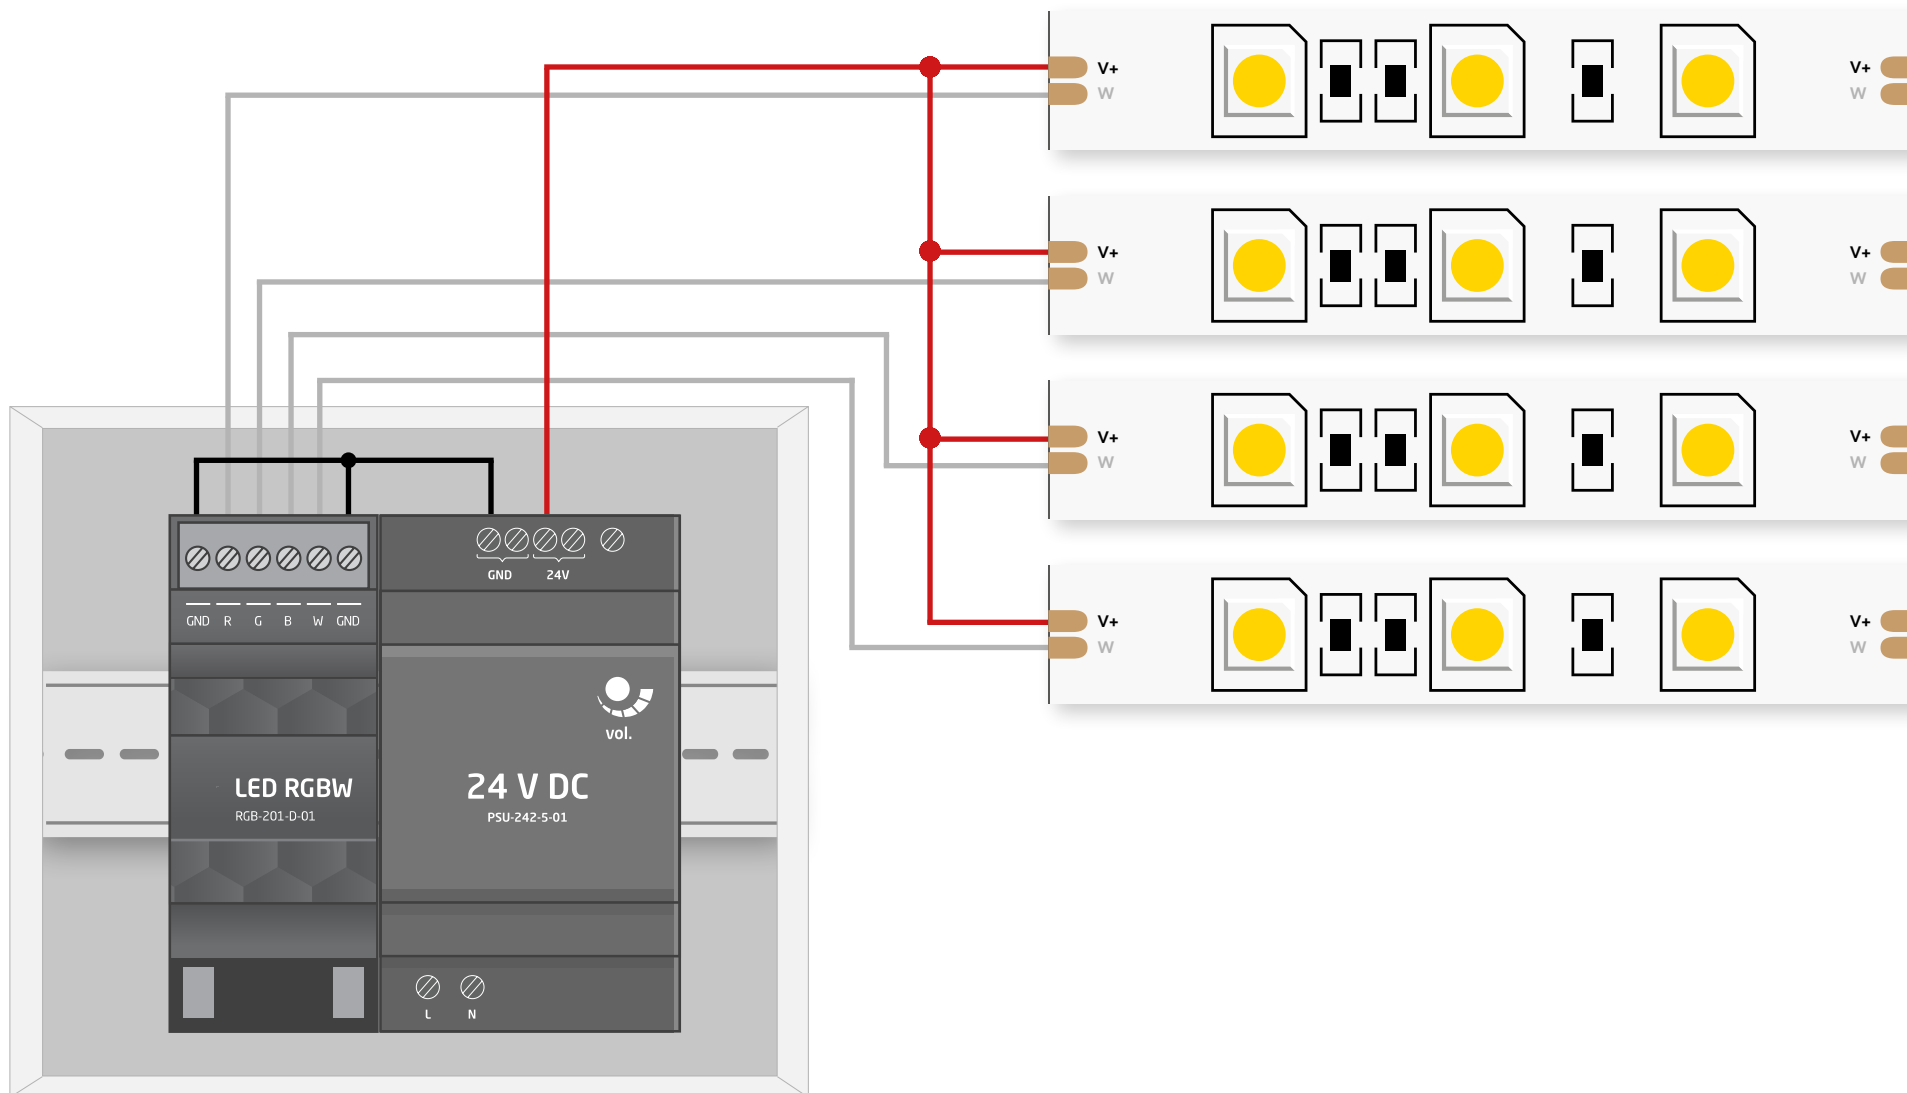 V+ V+
W W
V+ V+
W W
V+ V+
W W
V+ V+
W W
GND 24V
GND R G B W GND
vol.
LED RGBW
RGB-201-D-01
24 V DC
PSU-242-5-01
L N